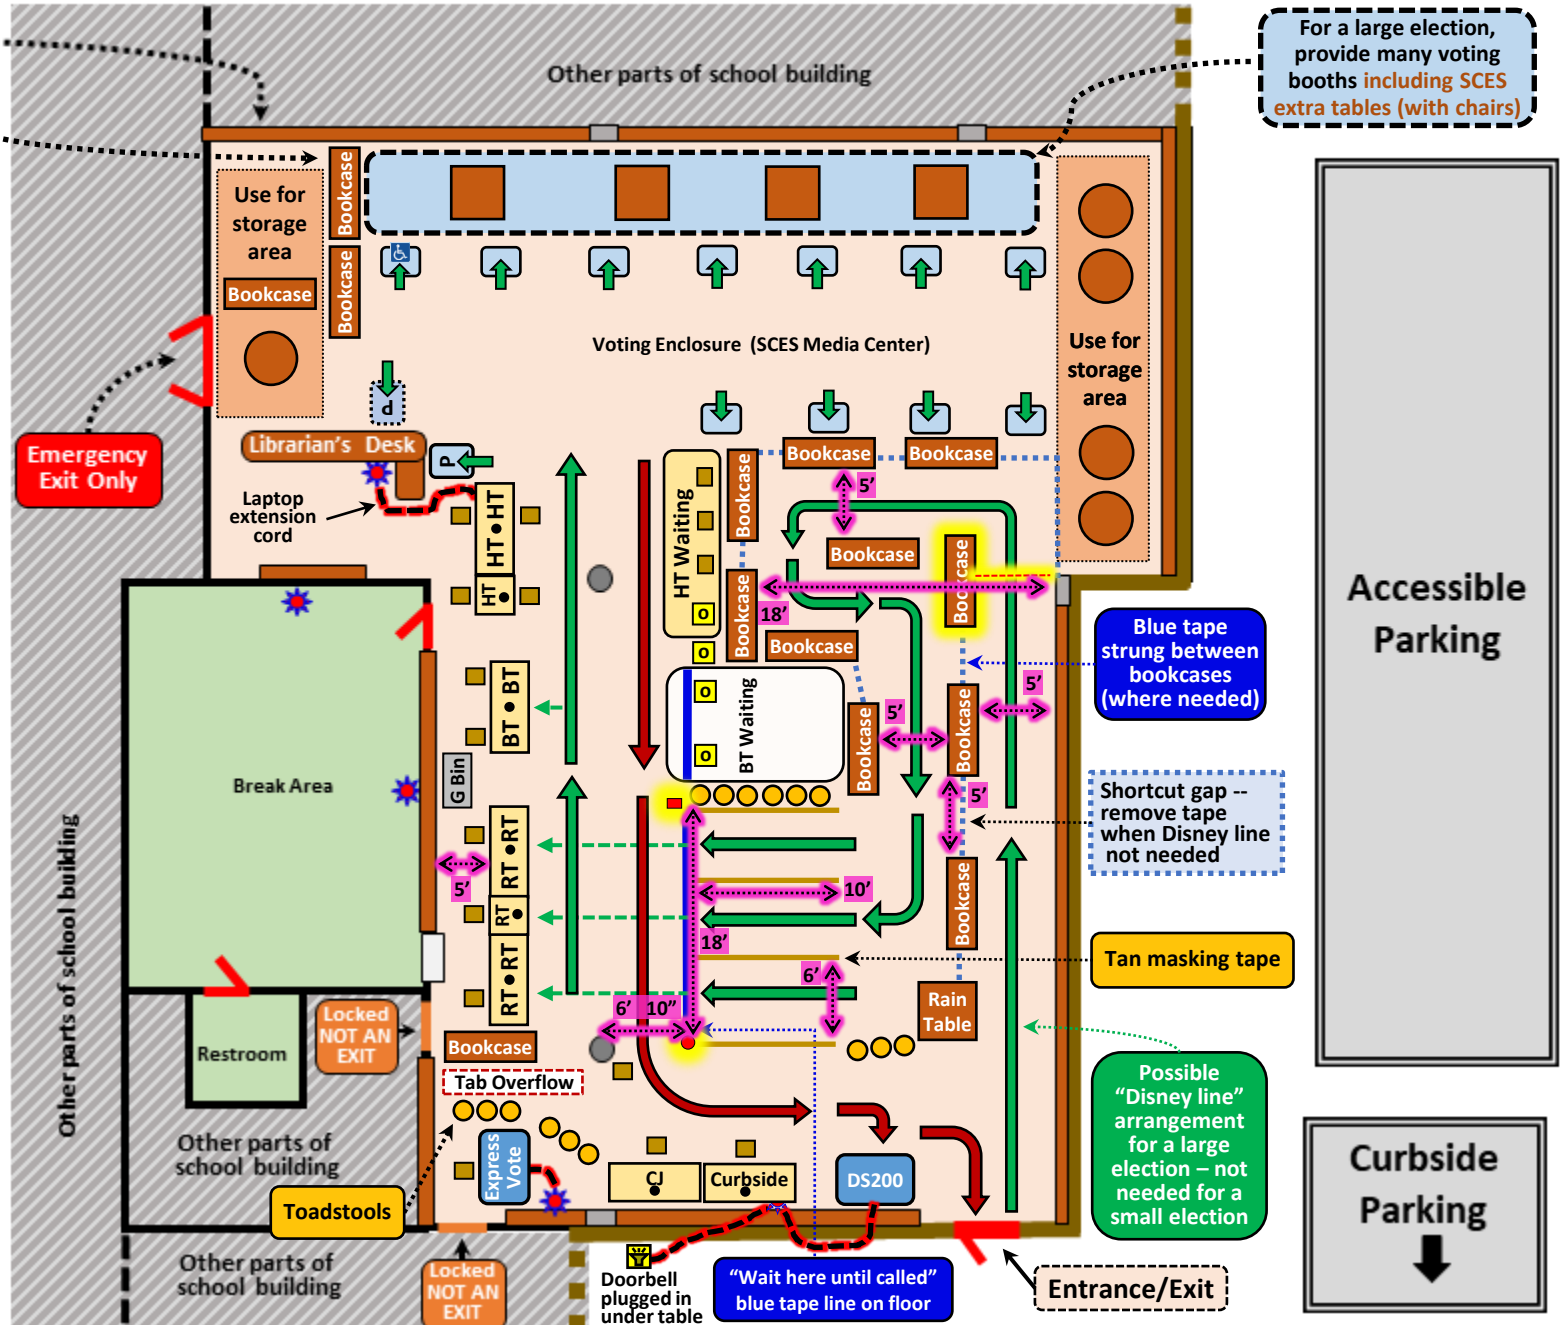 Other parts of school building
For a large election,
provide many voting
booths including SCES
extra tables (with chairs)
Use for
storage
area
Bookcase
Bookcase
Bookcase
Voting Enclosure (SCES Media Center)
Use for
storage
area
Accessible
Parking
Emergency
Exit Only
Librarian's Desk
P
P
Laptop
extension
cord
HT • HT
HT •
HT Waiting
o
o
Bookcase
Bookcase
Bookcase
Bookcase
Bookcase
Bookcase
Bookcase
5'
18'
Blue tape
strung between
bookcases
(where needed)
5'
BT • BT
BT Waiting
o
o
Bookcase
5'
Bookcase
G Bin
Break Area
5'
Shortcut gap --
remove tape
when Disney line
not needed
RT • RT
RT •
RT • RT
5'
10'
18'
6'
6' 10"
Bookcase
Tan masking tape
Rain
Table
Other parts of school building
Locked
NOT AN
EXIT
Restroom
Bookcase
Tab Overflow
Possible
“Disney line”
arrangement
for a large
election – not
needed for a
small election
Other parts of
school building
Express
Vote
CJ
Curbside
DS200
Toadstools
Curbside
Parking
Other parts of
school building
Locked
NOT AN
EXIT
Doorbell
plugged in
under table
“Wait here until called”
blue tape line on floor
Entrance/Exit